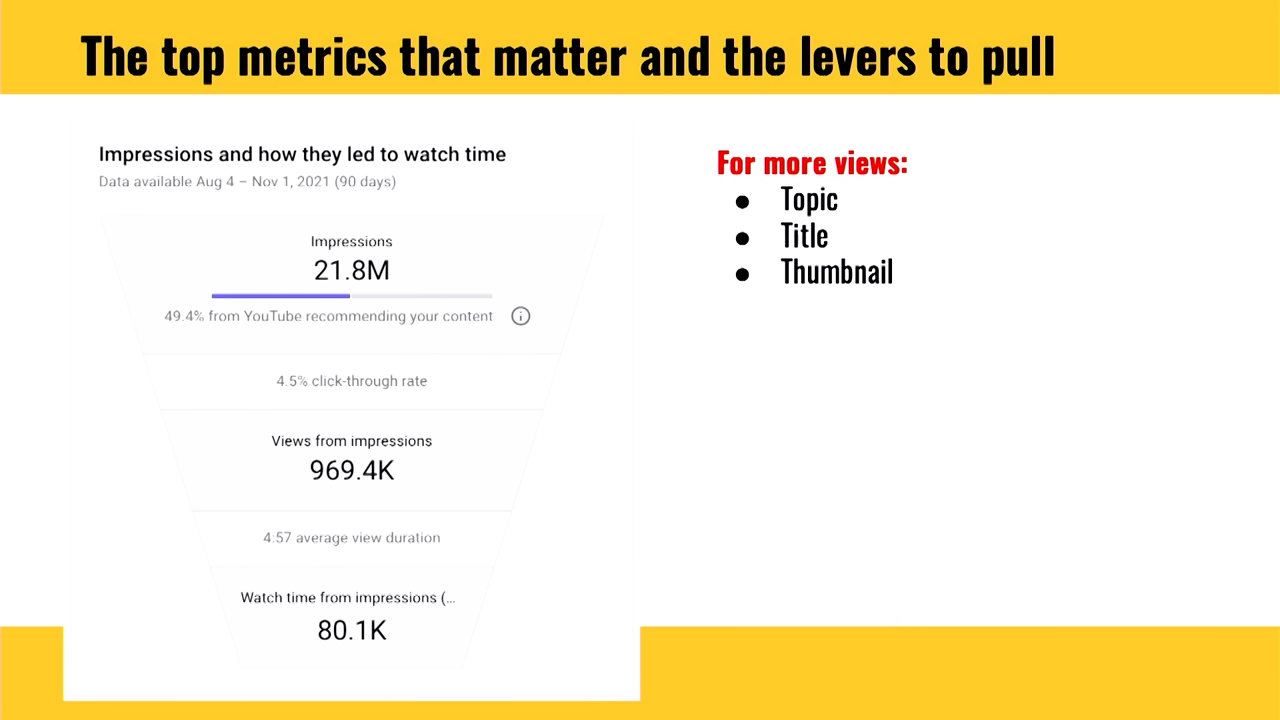 The top metrics that matter and the levers to pull
Impressions and how they led to watch time
Data available Aug 4 – Nov 1, 2021 (90 days)
Impressions
21.8M
49.4% from YouTube recommending your content
4.5% click-through rate
Views from impressions
969.4K
4:57 average view duration
Watch time from impressions (...
80.1K
For more views:
● Topic
● Title
● Thumbnail